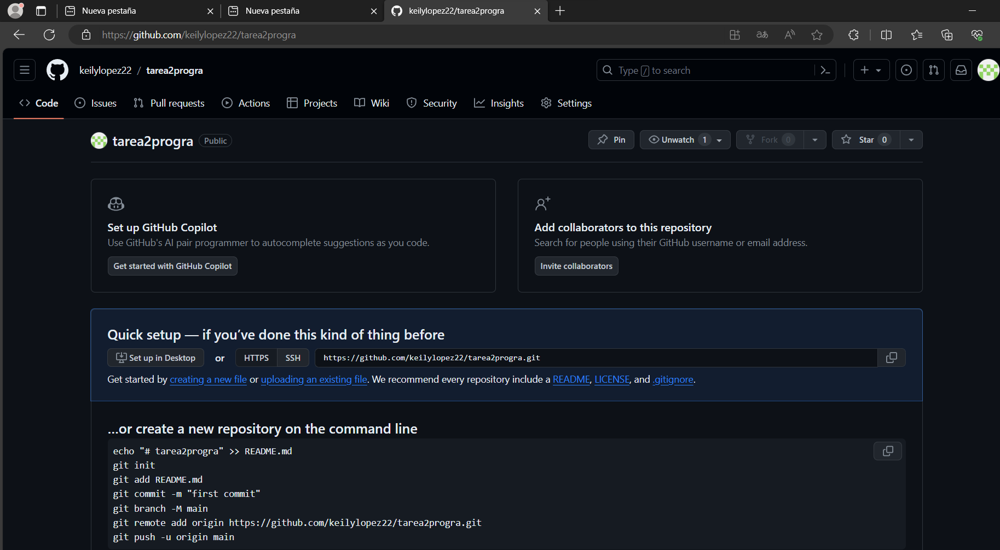 Nueva pestaña
Nueva pestaña
keilylopez22/tarea2progra
https://github.com/keilylopez22/tarea2progra
keilylopez22 / tarea2progra
Type / to search
Code
Issues
Pull requests
Actions
Projects
Wiki
Security
Insights
Settings
tarea2progra
Public
Pin
Unwatch 1
Fork 0
Star 0
Set up GitHub Copilot
Use GitHub's AI pair programmer to autocomplete suggestions as you code.
Get started with GitHub Copilot
Add collaborators to this repository
Search for people using their GitHub username or email address.
Invite collaborators
Quick setup — if you’ve done this kind of thing before
Set up in Desktop
or
HTTPS
SSH
https://github.com/keilylopez22/tarea2progra.git
Get started by creating a new file or uploading an existing file. We recommend every repository include a README, LICENSE, and .gitignore.
…or create a new repository on the command line
echo "# tarea2progra" >> README.md
git init
git add README.md
git commit -m "first commit"
git branch -M main
git remote add origin https://github.com/keilylopez22/tarea2progra.git
git push -u origin main